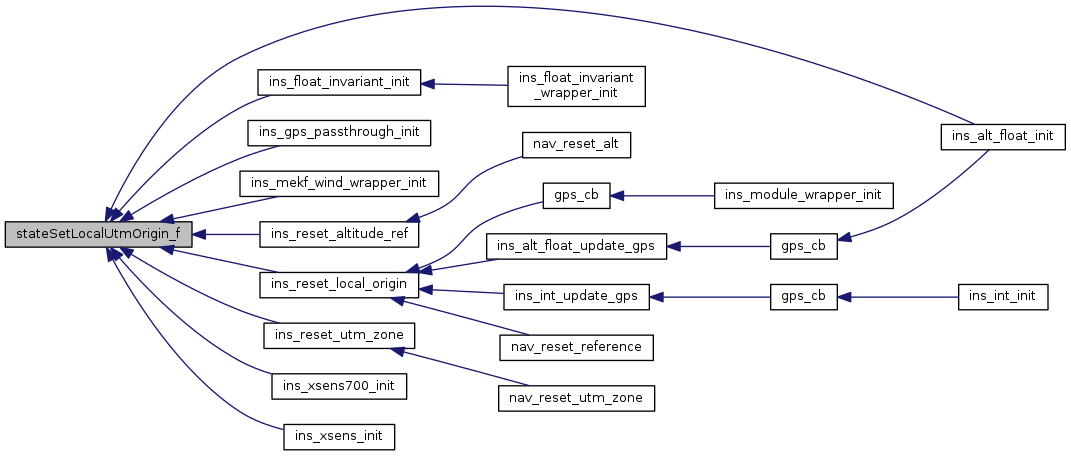 stateSetLocalUtmOrigin_f
ins_float_invariant_init
ins_float_invariant
_wrapper_init
ins_gps_passthrough_init
ins_mekf_wind_wrapper_init
ins_reset_altitude_ref
nav_reset_alt
ins_reset_local_origin
gps_cb
ins_module_wrapper_init
ins_alt_float_update_gps
gps_cb
ins_alt_float_init
ins_int_update_gps
gps_cb
ins_int_init
nav_reset_reference
ins_reset_utm_zone
nav_reset_utm_zone
ins_xsens700_init
ins_xsens_init